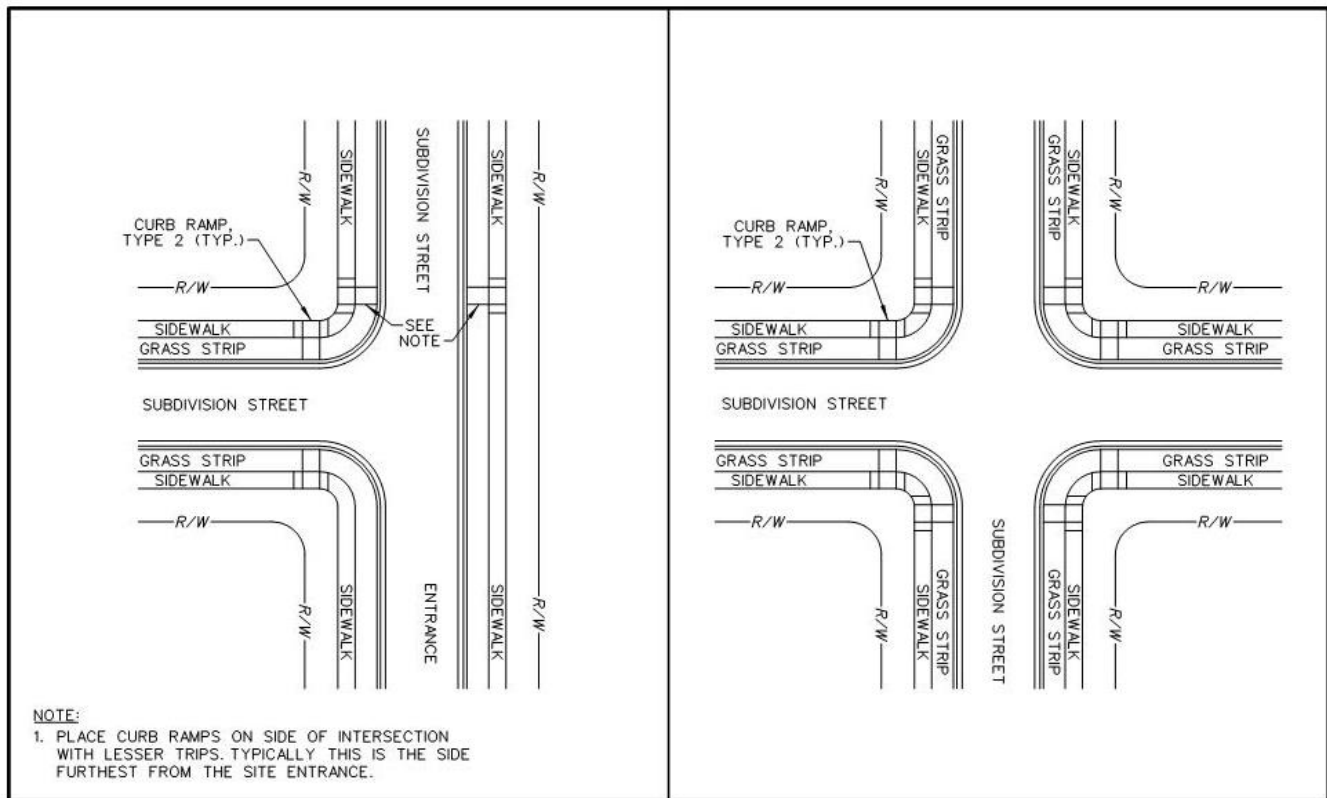 SIDEWALK
SUBDIVISION STREET
SIDEWALK
R/W
R/W
CURB RAMP,
TYPE 2 (TYP.)
R/W
SEE
NOTE
SIDEWALK
GRASS STRIP
SUBDIVISION STREET
GRASS STRIP
SIDEWALK
R/W
R/W
SIDEWALK
ENTRANCE
SIDEWALK
R/W
NOTE:
1. PLACE CURB RAMPS ON SIDE OF INTERSECTION
WITH LESSER TRIPS. TYPICALLY THIS IS THE SIDE
FURTHEST FROM THE SITE ENTRANCE.
R/W
SIDEWALK
GRASS STRIP
GRASS STRIP
SIDEWALK
R/W
CURB RAMP,
TYPE 2 (TYP.)
R/W
R/W
SIDEWALK
GRASS STRIP
SIDEWALK
GRASS STRIP
SUBDIVISION STREET
GRASS STRIP
SIDEWALK
GRASS STRIP
SIDEWALK
R/W
R/W
R/W
SIDEWALK
GRASS STRIP
SUBDIVISION STREET
GRASS STRIP
SIDEWALK
R/W